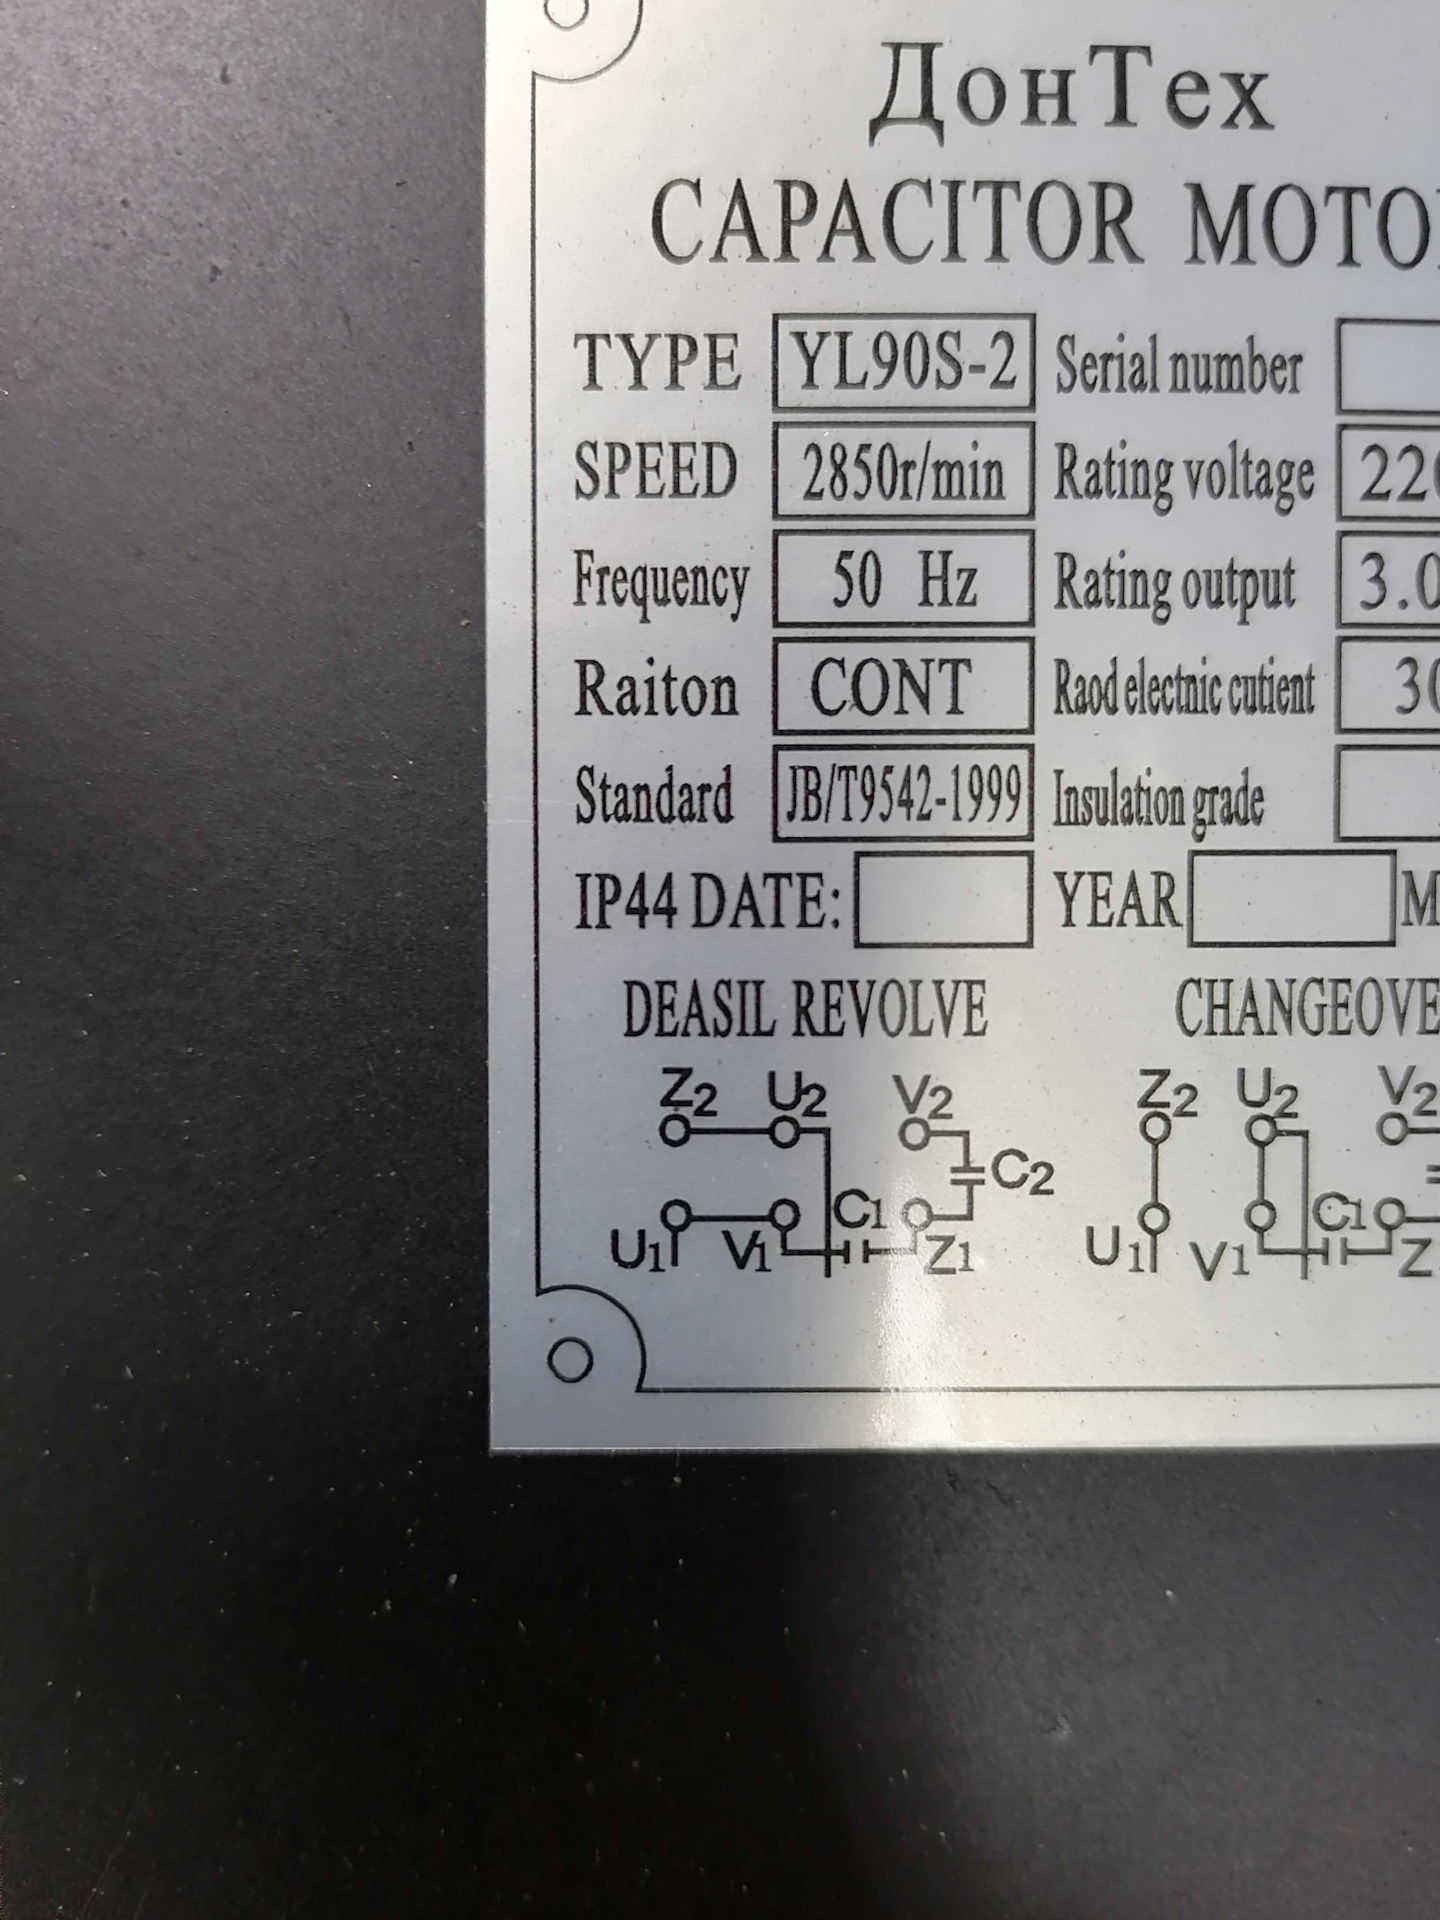 ДонТех
CAPACITOR MOTO
TYPE YL90S-2 Serial number
SPEED 2850r/min Rating voltage 22
Frequency 50 Hz Rating output 3.0
Raiton CONT Raod electnic cutient 30
Standard JB/T9542-1999 Insulation grade
IP44 DATE: YEAR M
DEASIL REVOLVE CHANGEOVE
Z2 U2 V2 Z2 U2 V2
C2
U1 V1 C1 Z1 U1 V1 C1 Z